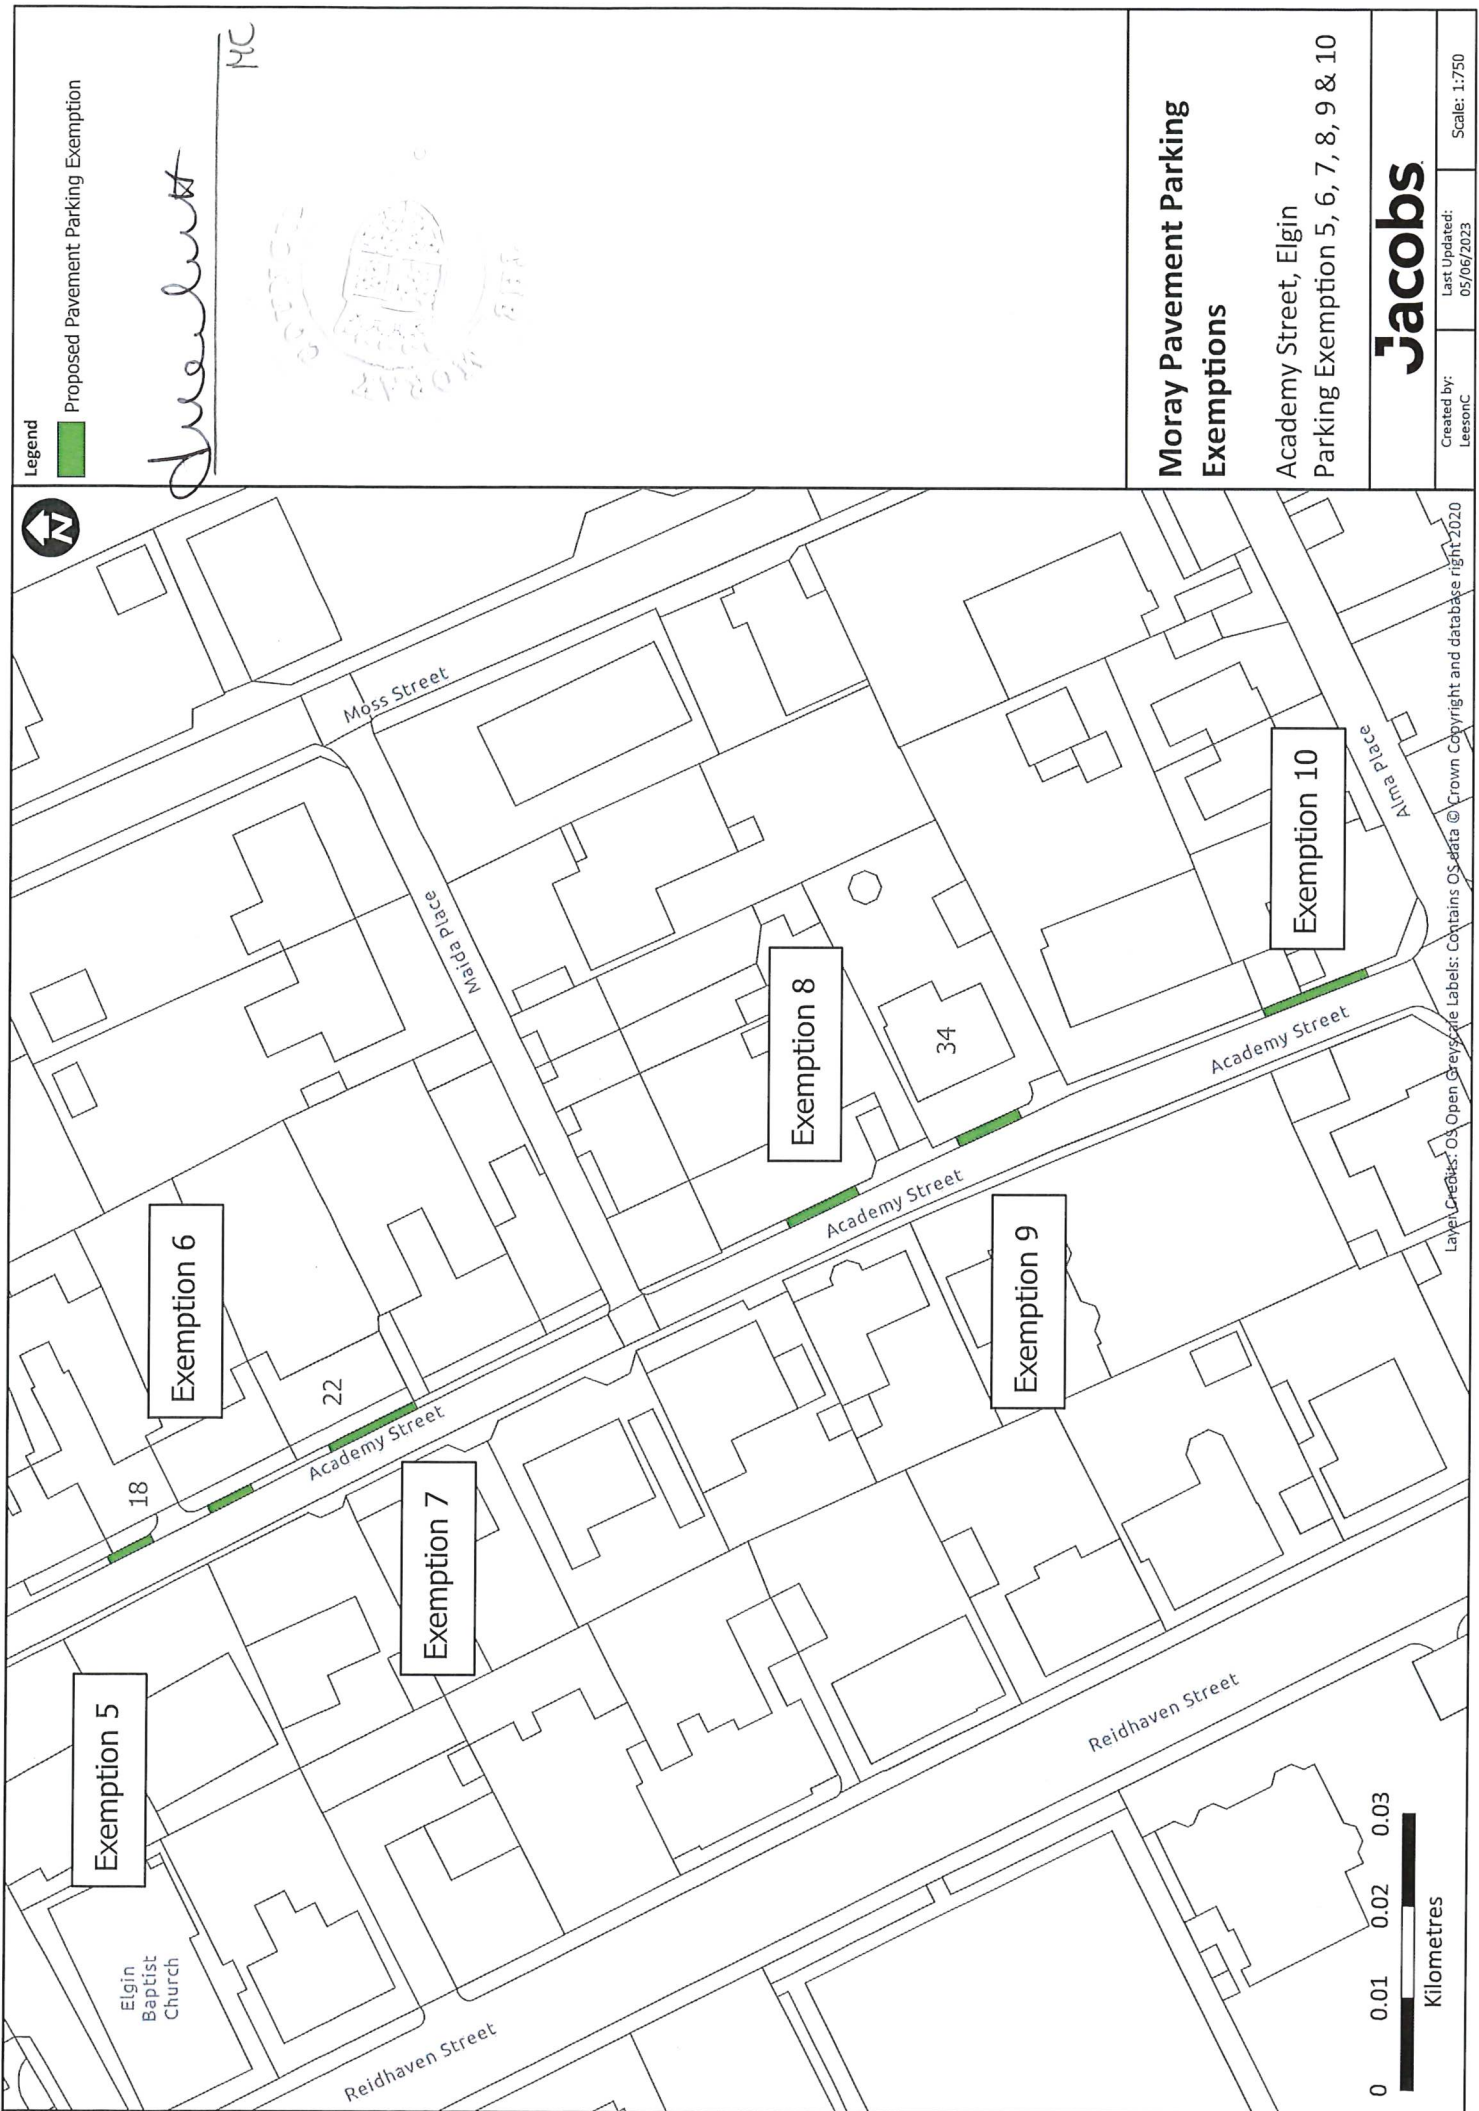 Legend
Proposed Pavement Parking Exemption
MC
N
Moray Pavement Parking
Exemptions
Academy Street, Elgin
Parking Exemption 5, 6, 7, 8, 9 & 10
Jacobs
Created by:
LeesonC
Last Updated:
05/06/2023
Scale: 1:750
Exemption 5
Exemption 6
Exemption 7
Exemption 8
Exemption 9
Exemption 10
18
22
34
Elgin
Baptist
Church
Moss Street
Maida Place
Alma Place
Academy Street
Academy Street
Academy Street
Reidhaven Street
Reidhaven Street
0 0.01 0.02 0.03
Kilometres
Layer Credits: OS Open Greyscale Labels: Contains OS data © Crown Copyright and database right 2020